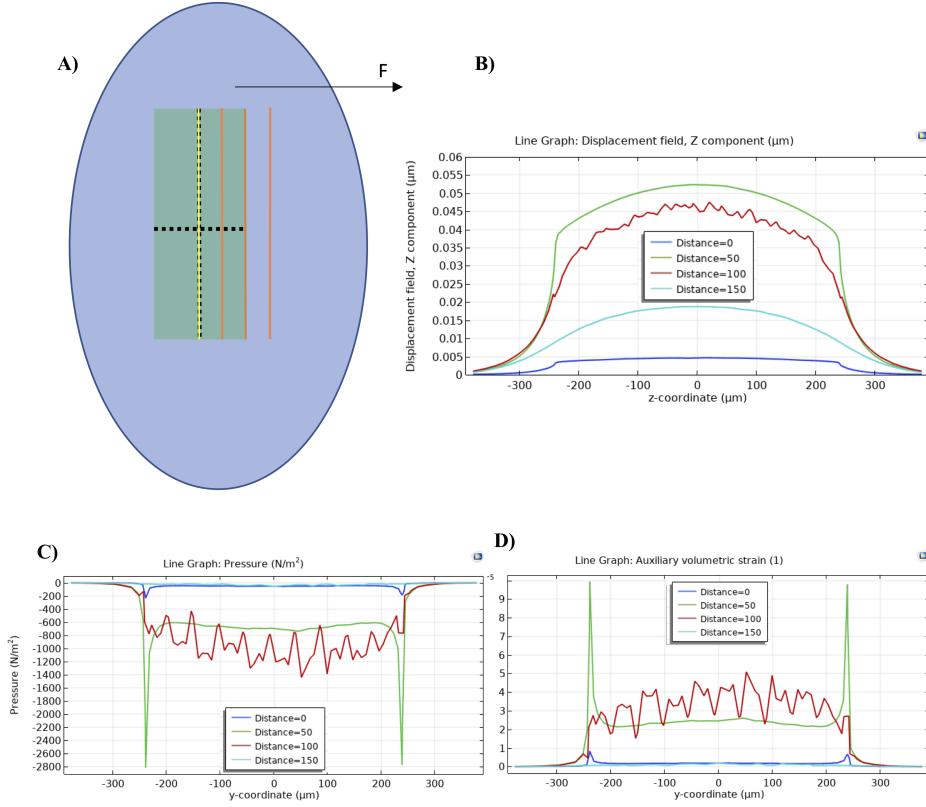 A)
F
B)
Line Graph: Displacement field, Z component (µm)
Displacement field, Z component (µm)
0.06
0.055
0.05
0.045
0.04
0.035
0.03
0.025
0.02
0.015
0.01
0.005
0
Distance=0
Distance=50
Distance=100
Distance=150
-300
-200
-100
0
100
200
300
z-coordinate (µm)
C)
Line Graph: Pressure (N/m²)
Pressure (N/m²)
0
-200
-400
-600
-800
-1000
-1200
-1400
-1600
-1800
-2000
-2200
-2400
-2600
-2800
Distance=0
Distance=50
Distance=100
Distance=150
-300
-200
-100
0
100
200
300
y-coordinate (µm)
D)
Line Graph: Auxiliary volumetric strain (1)
-5
9
8
7
6
5
4
3
2
1
0
Distance=0
Distance=50
Distance=100
Distance=150
-300
-200
-100
0
100
200
300
y-coordinate (µm)